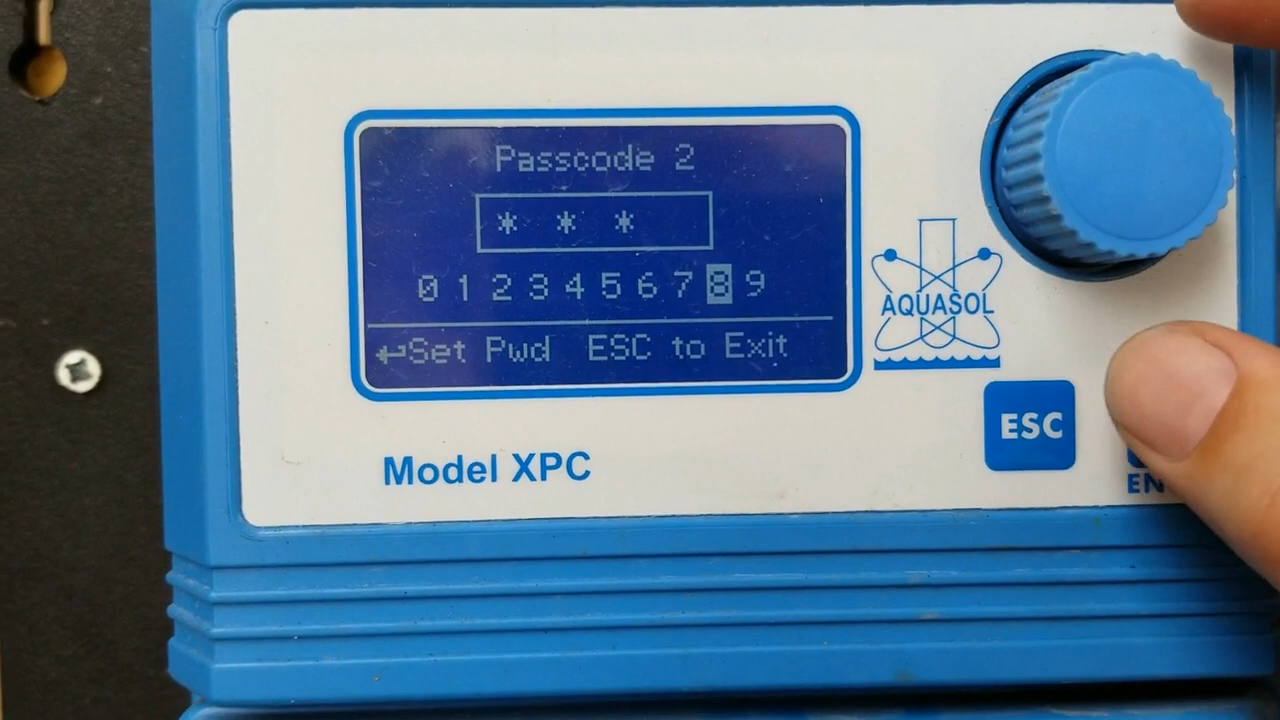 Passcode 2
* * *
0 1 2 3 4 5 6 7 8 9
↵Set Pwd ESC to Exit
AQUASOL
ESC
Model XPC